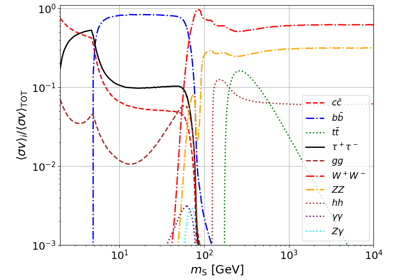 ⟨σv⟩ᵢ/⟨σv⟩TOT
10⁰
10⁻¹
10⁻²
10⁻³
cc̄
bb̄
tt̄
τ⁺τ⁻
gg
W⁺W⁻
ZZ
hh
γγ
Zγ
10¹
10²
10³
10⁴
mS [GeV]